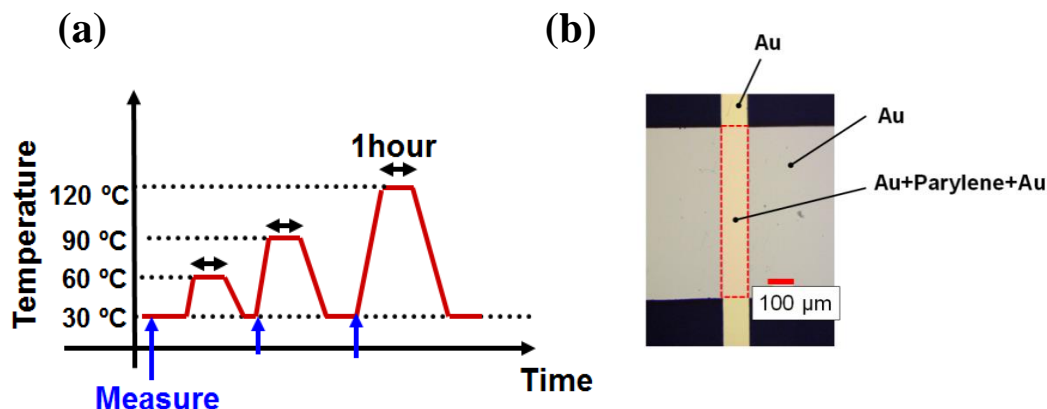 (a)
Temperature
120 ºC
90 ºC
60 ºC
30 ºC
1hour
Measure
Time
(b)
Au
Au
Au+Parylene+Au
100 µm